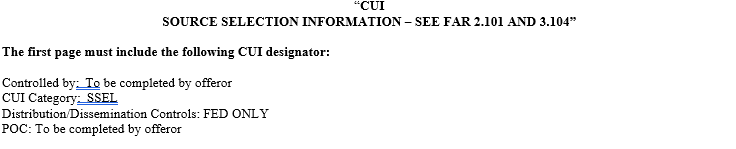 “CUI
SOURCE SELECTION INFORMATION – SEE FAR 2.101 AND 3.104”
The first page must include the following CUI designator:
Controlled by: To be completed by offeror
CUI Category: SSEL
Distribution/Dissemination Controls: FED ONLY
POC: To be completed by offeror